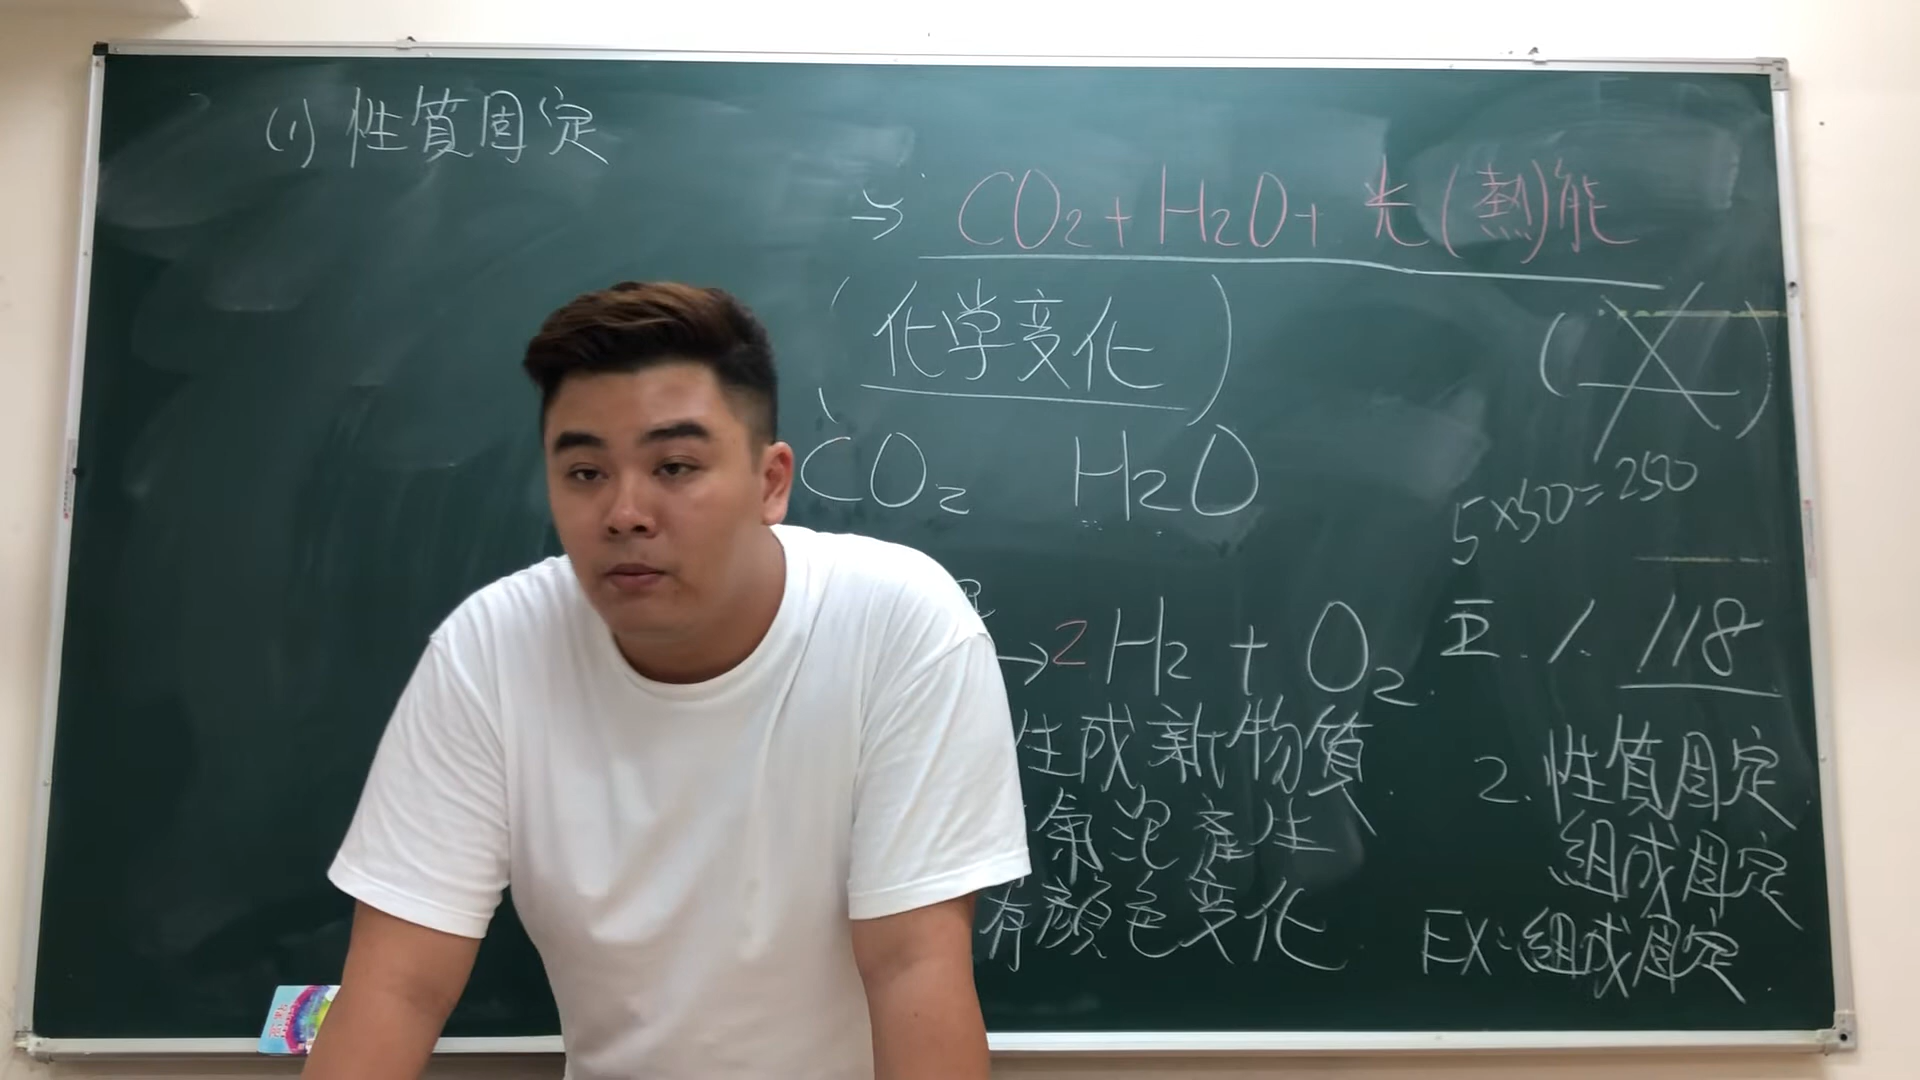 (1) 性質固定
→ CO2 + H2O + 光(熱)能
(化学变化)
CO2 H2O
5×50=250
→2H2 + O2
II. 1. 118
生成新物質
2. 性質固定
氣泡產生
組成固定
有顏色变化
EX:組成固定